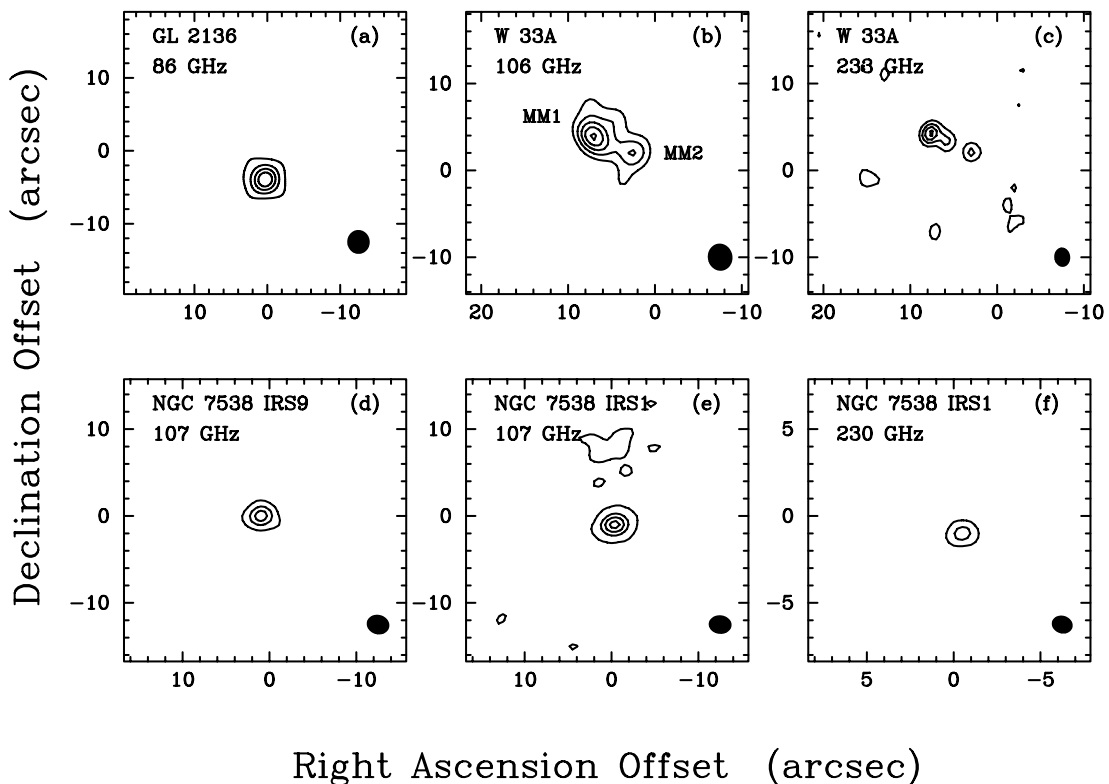 Declination Offset (arcsec)
GL 2136 (a)
86 GHz
10
0
-10
10 0 -10
W 33A (b)
106 GHz
MM1
MM2
10
0
-10
20 10 0 -10
W 33A (c)
238 GHz
10
0
-10
20 10 0 -10
NGC 7538 IRS9 (d)
107 GHz
10
0
-10
10 0 -10
NGC 7538 IRS1 (e)
107 GHz
10
0
-10
10 0 -10
NGC 7538 IRS1 (f)
230 GHz
5
0
-5
5 0 -5
Right Ascension Offset (arcsec)